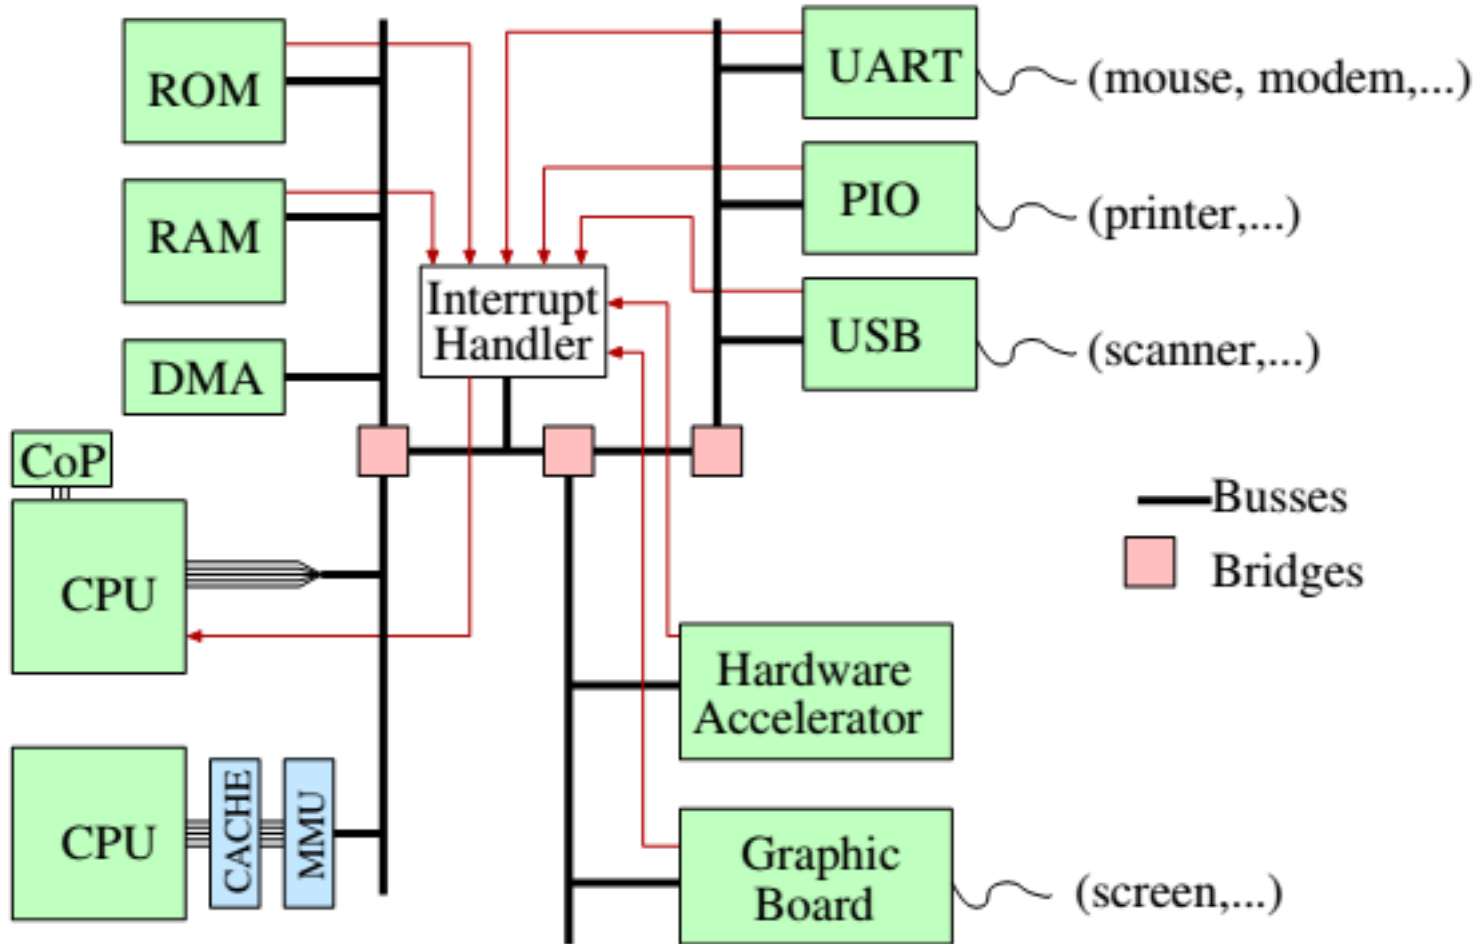 ROM
RAM
DMA
CoP
CPU
CPU
CACHE
MMU
Interrupt
Handler
UART
(mouse, modem,...)
PIO
(printer,...)
USB
(scanner,...)
Busses
Bridges
Hardware
Accelerator
Graphic
Board
(screen,...)